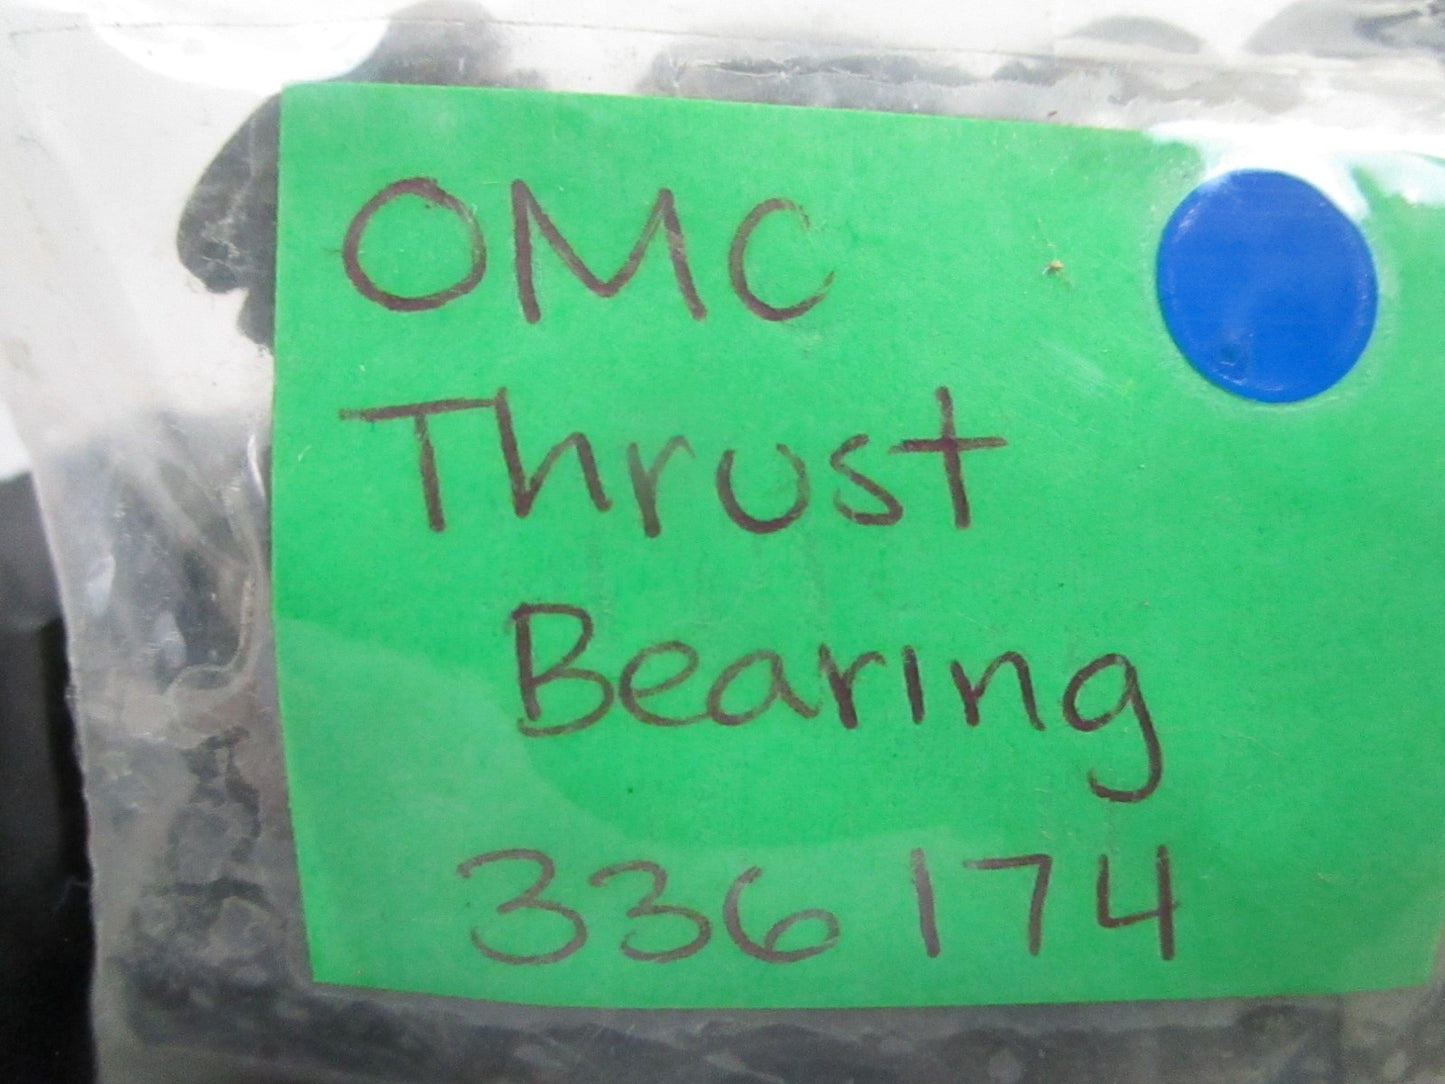 OMC
Thrust
Bearing
336174